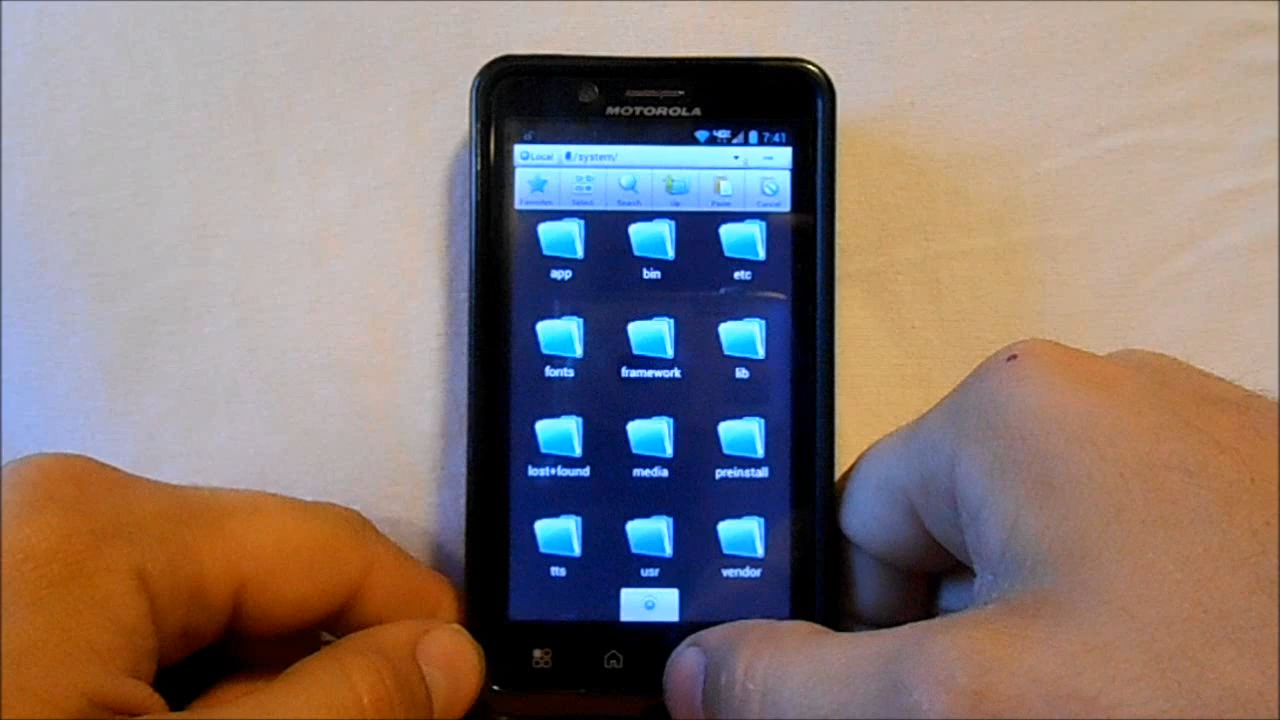 MOTOROLA
4G 7:41
Local /system/
Favorites Select Search Up Paste Cancel
app bin etc
fonts framework lib
lost+found media preinstall
tts usr vendor